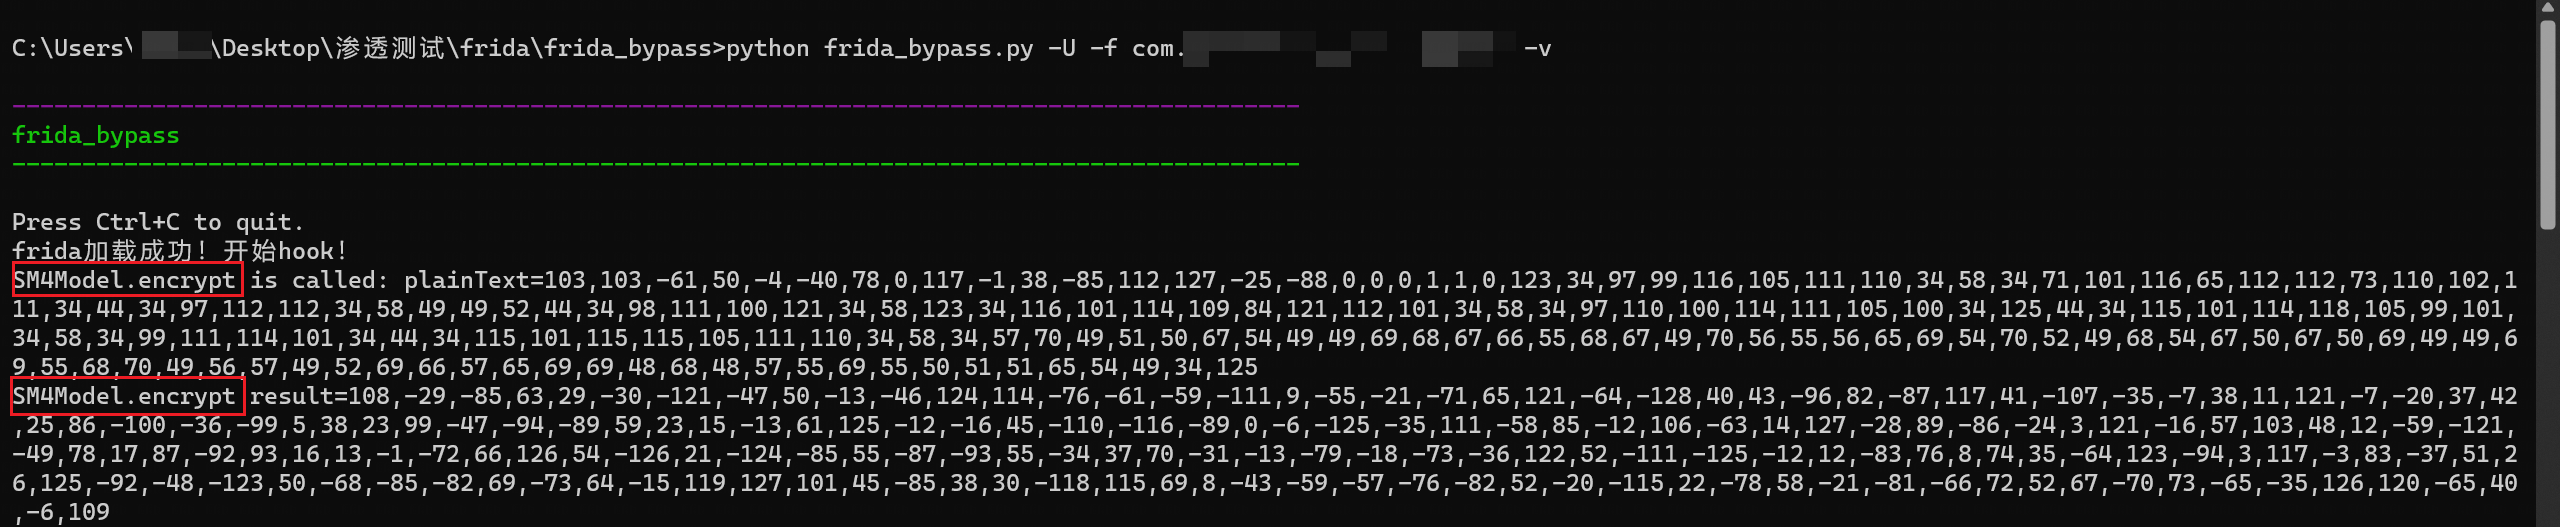 C:\Users\ \Desktop\渗透测试\frida\frida_bypass>python frida_bypass.py -U -f com. -v
--------------------------------------------------------------------------------------------
frida_bypass
--------------------------------------------------------------------------------------------
Press Ctrl+C to quit.
frida加载成功! 开始hook!
SM4Model.encrypt is called: plainText=103,103,-61,50,-4,-40,78,0,117,-1,38,-85,112,127,-25,-88,0,0,0,1,1,0,123,34,97,99,116,105,111,110,34,58,34,71,101,116,65,112,112,73,110,102,1
11,34,44,34,97,112,112,34,58,49,49,52,44,34,98,111,100,121,34,58,123,34,116,101,114,109,84,121,112,101,34,58,34,97,110,100,114,111,105,100,34,125,44,34,115,101,114,118,105,99,101,
34,58,34,99,111,114,101,34,44,34,115,101,115,115,105,111,110,34,58,34,57,70,49,51,50,67,54,49,49,69,68,67,66,55,68,67,49,70,56,55,56,65,69,54,70,52,49,68,54,67,50,67,50,69,49,49,6
9,55,68,70,49,56,57,49,52,69,66,57,65,69,69,48,68,48,57,55,69,55,50,51,51,65,54,49,34,125
SM4Model.encrypt result=108,-29,-85,63,29,-30,-121,-47,50,-13,-46,124,114,-76,-61,-59,-111,9,-55,-21,-71,65,121,-64,-128,40,43,-96,82,-87,117,41,-107,-35,-7,38,11,121,-7,-20,37,42
,25,86,-100,-36,-99,5,38,23,99,-47,-94,-89,59,23,15,-13,61,125,-12,-16,45,-110,-116,-89,0,-6,-125,-35,111,-58,85,-12,106,-63,14,127,-28,89,-86,-24,3,121,-16,57,103,48,12,-59,-121,
-49,78,17,87,-92,93,16,13,-1,-72,66,126,54,-126,21,-124,-85,55,-87,-93,55,-34,37,70,-31,-13,-79,-18,-73,-36,122,52,-111,-125,-12,12,-83,76,8,74,35,-64,123,-94,3,117,-3,83,-37,51,2
6,125,-92,-48,-123,50,-68,-85,-82,69,-73,64,-15,119,127,101,45,-85,38,30,-118,115,69,8,-43,-59,-57,-76,-82,52,-20,-115,22,-78,58,-21,-81,-66,72,52,67,-70,73,-65,-35,126,120,-65,40
,-6,109